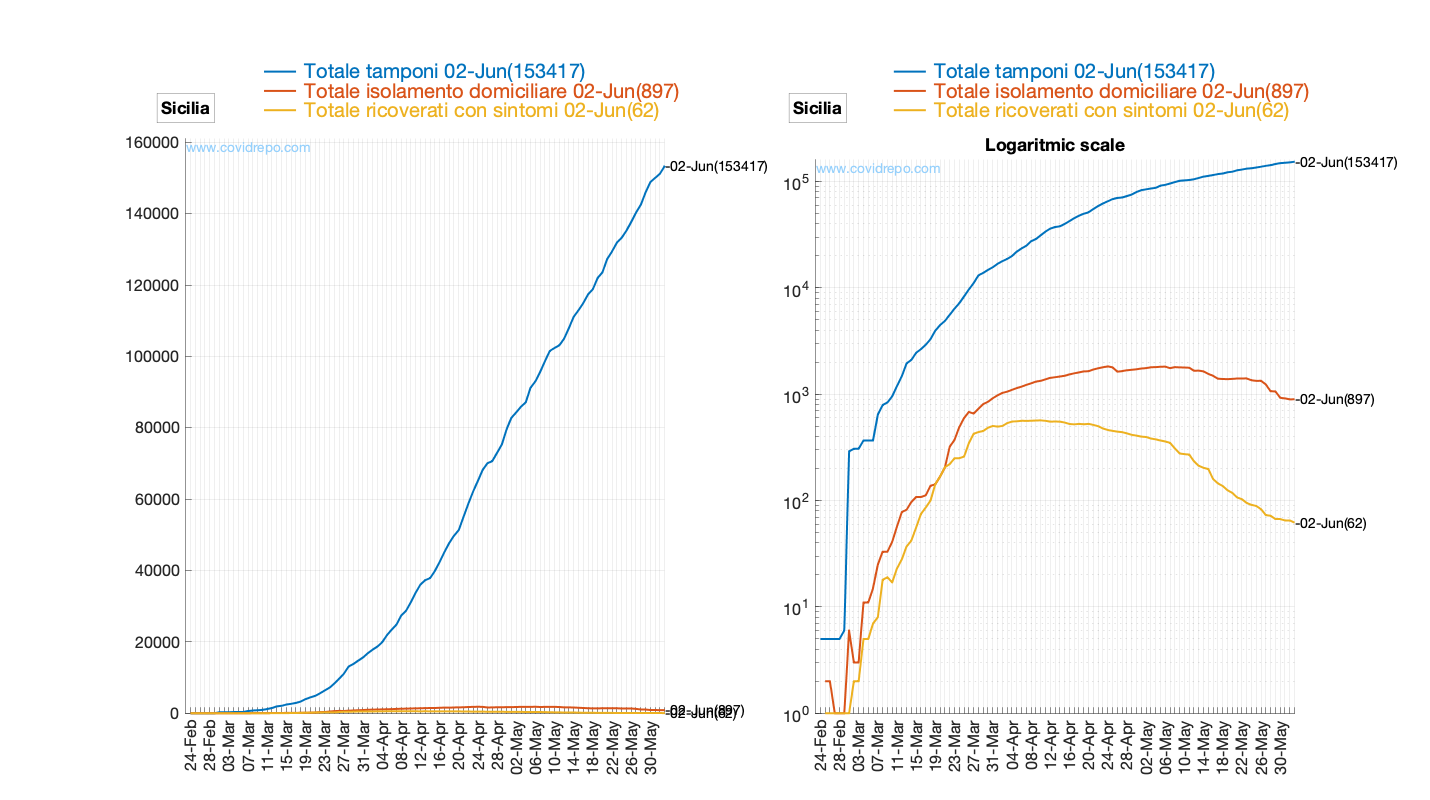 Totale tamponi 02-Jun(153417)
Totale isolamento domiciliare 02-Jun(897)
Totale ricoverati con sintomi 02-Jun(62)
Sicilia
www.covidrepo.com
160000
140000
120000
100000
80000
60000
40000
20000
0
02-Jun(153417)
02-Jun(897)
02-Jun(62)
24-Feb
28-Feb
03-Mar
07-Mar
11-Mar
15-Mar
19-Mar
23-Mar
27-Mar
31-Mar
04-Apr
08-Apr
12-Apr
16-Apr
20-Apr
24-Apr
28-Apr
02-May
06-May
10-May
14-May
18-May
22-May
26-May
30-May
Totale tamponi 02-Jun(153417)
Totale isolamento domiciliare 02-Jun(897)
Totale ricoverati con sintomi 02-Jun(62)
Sicilia
Logaritmic scale
www.covidrepo.com
10^5
10^4
10^3
10^2
10^1
10^0
02-Jun(153417)
02-Jun(897)
02-Jun(62)
24-Feb
28-Feb
03-Mar
07-Mar
11-Mar
15-Mar
19-Mar
23-Mar
27-Mar
31-Mar
04-Apr
08-Apr
12-Apr
16-Apr
20-Apr
24-Apr
28-Apr
02-May
06-May
10-May
14-May
18-May
22-May
26-May
30-May